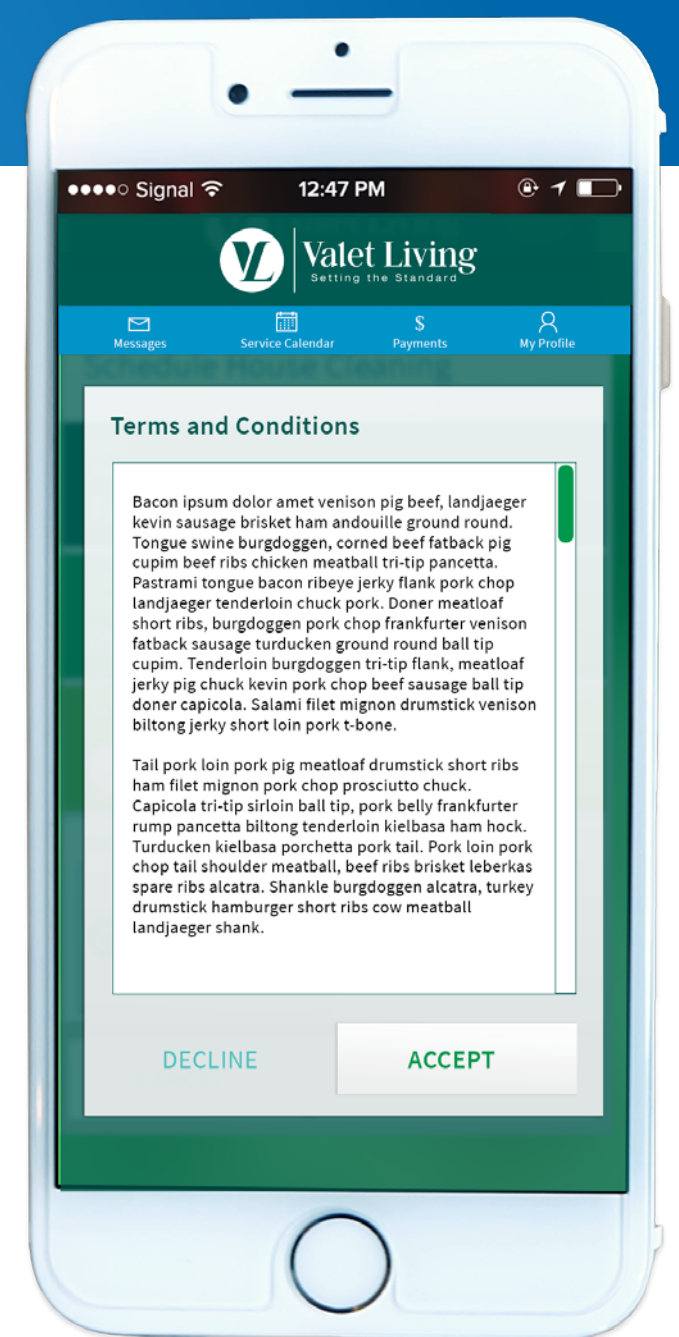 Signal 12:47 PM
VL Valet Living
Setting the Standard
Messages Service Calendar $ Payments My Profile
Schedule House Cleaning
Terms and Conditions
Bacon ipsum dolor amet venison pig beef, landjaeger
kevin sausage brisket ham andouille ground round.
Tongue swine burgdoggen, corned beef fatback pig
cupim beef ribs chicken meatball tri-tip pancetta.
Pastrami tongue bacon ribeye jerky flank pork chop
landjaeger tenderloin chuck pork. Doner meatloaf
short ribs, burgdoggen pork chop frankfurter venison
fatback sausage turducken ground round ball tip
cupim. Tenderloin burgdoggen tri-tip flank, meatloaf
jerky pig chuck kevin pork chop beef sausage ball tip
doner capicola. Salami filet mignon drumstick venison
biltong jerky short loin pork t-bone.
Tail pork loin pork pig meatloaf drumstick short ribs
ham filet mignon pork chop prosciutto chuck.
Capicola tri-tip sirloin ball tip, pork belly frankfurter
rump pancetta biltong tenderloin kielbasa ham hock.
Turducken kielbasa porchetta pork tail. Pork loin pork
chop tail shoulder meatball, beef ribs brisket leberkas
spare ribs alcatra. Shankle burgdoggen alcatra, turkey
drumstick hamburger short ribs cow meatball
landjaeger shank.
DECLINE ACCEPT